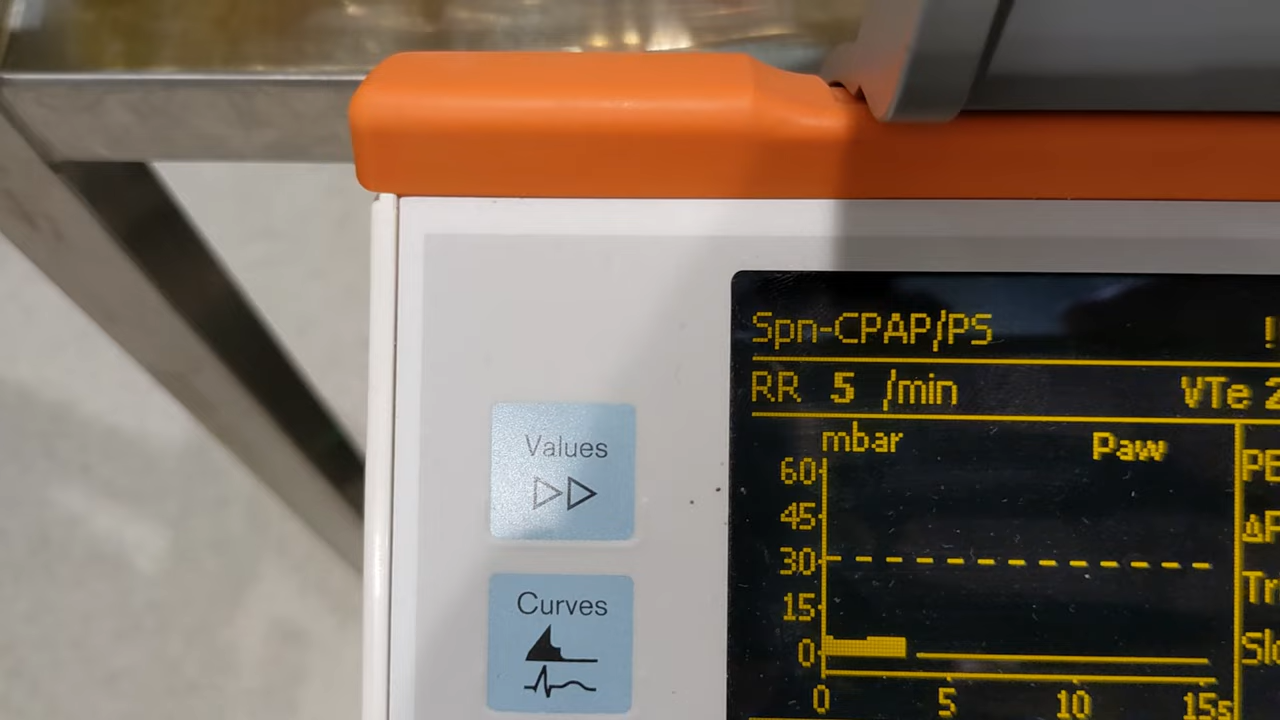 Spn-CPAP/PS
RR 5 /min VTe
mbar Paw
60
45
30
15
0
0 5 10 15s
Values
Curves